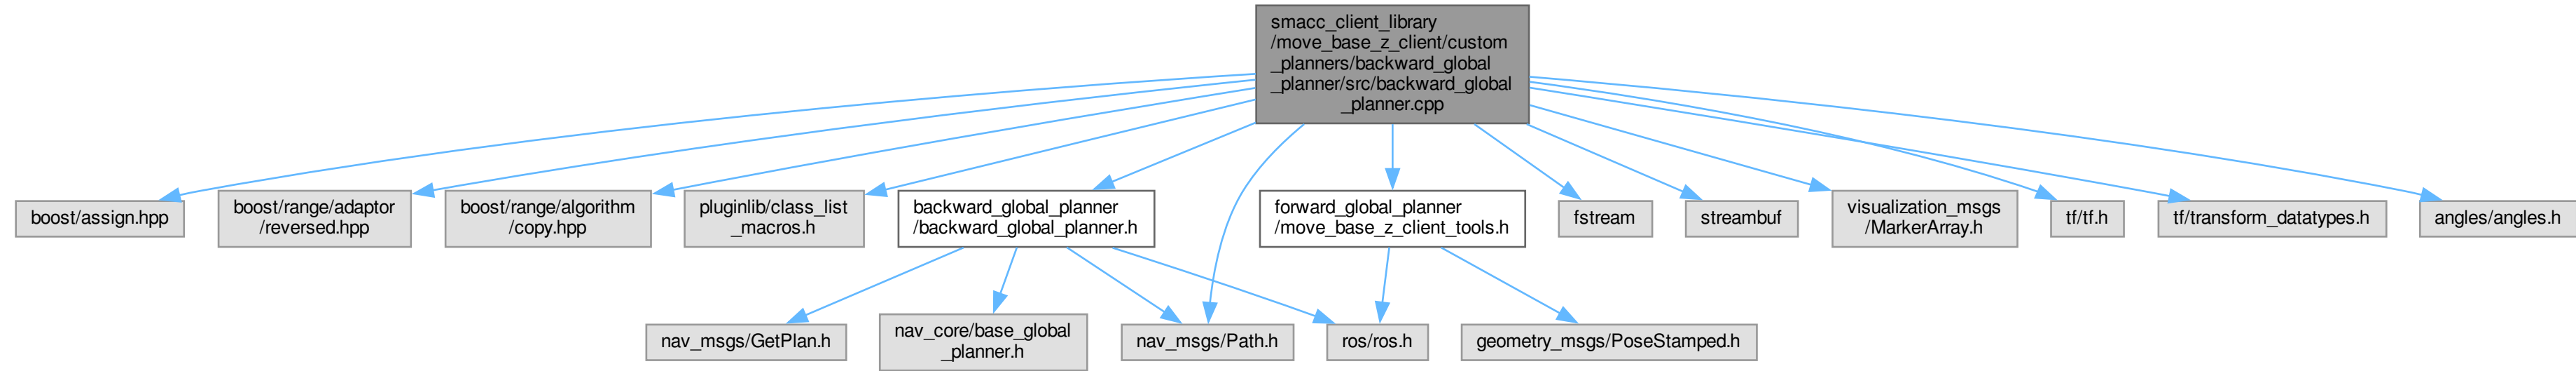 smacc_client_library
/move_base_z_client/custom
_planners/backward_global
_planner/src/backward_global
_planner.cpp
boost/assign.hpp
boost/range/adaptor
/reversed.hpp
boost/range/algorithm
/copy.hpp
pluginlib/class_list
_macros.h
backward_global_planner
/backward_global_planner.h
forward_global_planner
/move_base_z_client_tools.h
fstream
streambuf
visualization_msgs
/MarkerArray.h
tf/tf.h
tf/transform_datatypes.h
angles/angles.h
nav_msgs/GetPlan.h
nav_core/base_global
_planner.h
nav_msgs/Path.h
ros/ros.h
geometry_msgs/PoseStamped.h